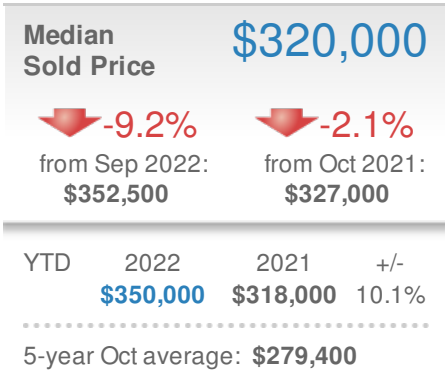 Median $320,000
Sold Price
-9.2% -2.1%
from Sep 2022: from Oct 2021:
$352,500 $327,000
YTD 2022 2021 +/-
$350,000 $318,000 10.1%
5-year Oct average: $279,400